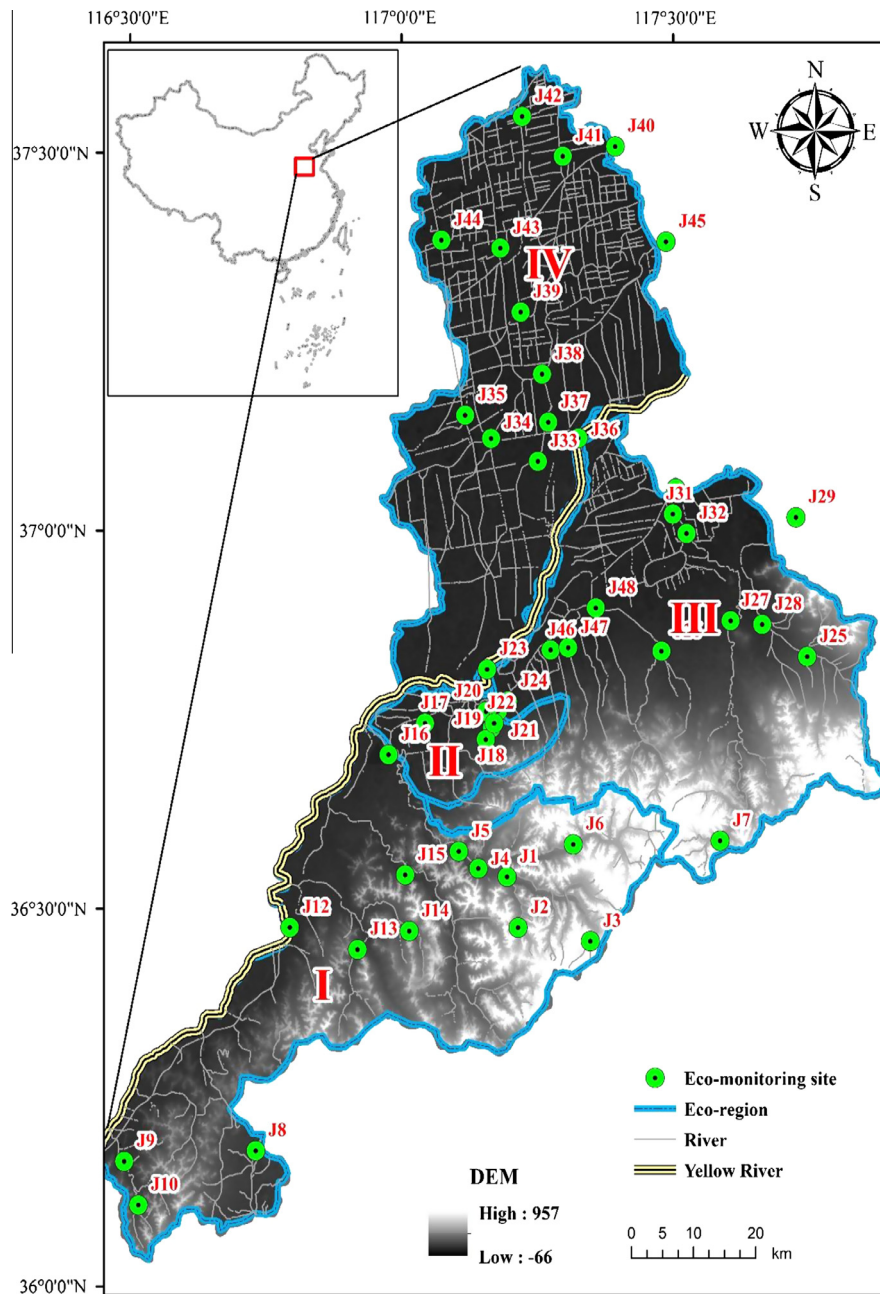 116°30'0"E 117°0'0"E 117°30'0"E
N
W E
S
37°30'0"N
37°0'0"N
36°30'0"N
36°0'0"N
J42
J41 J40
J44 J43 J45
IV
J39
J38
J35 J37
J34 J33 J36
J31 J32 J29
J48 III J27 J28
J46 J47 J25
J23
J20 J24
J17 J19 J22
J16 II J18 J21
J5 J6 J7
J15 J4 J1
J12 J14 J2
J13 J3
I
J8
J9
J10
Eco-monitoring site
Eco-region
River
Yellow River
DEM
High : 957
Low : -66
0 5 10 20
km